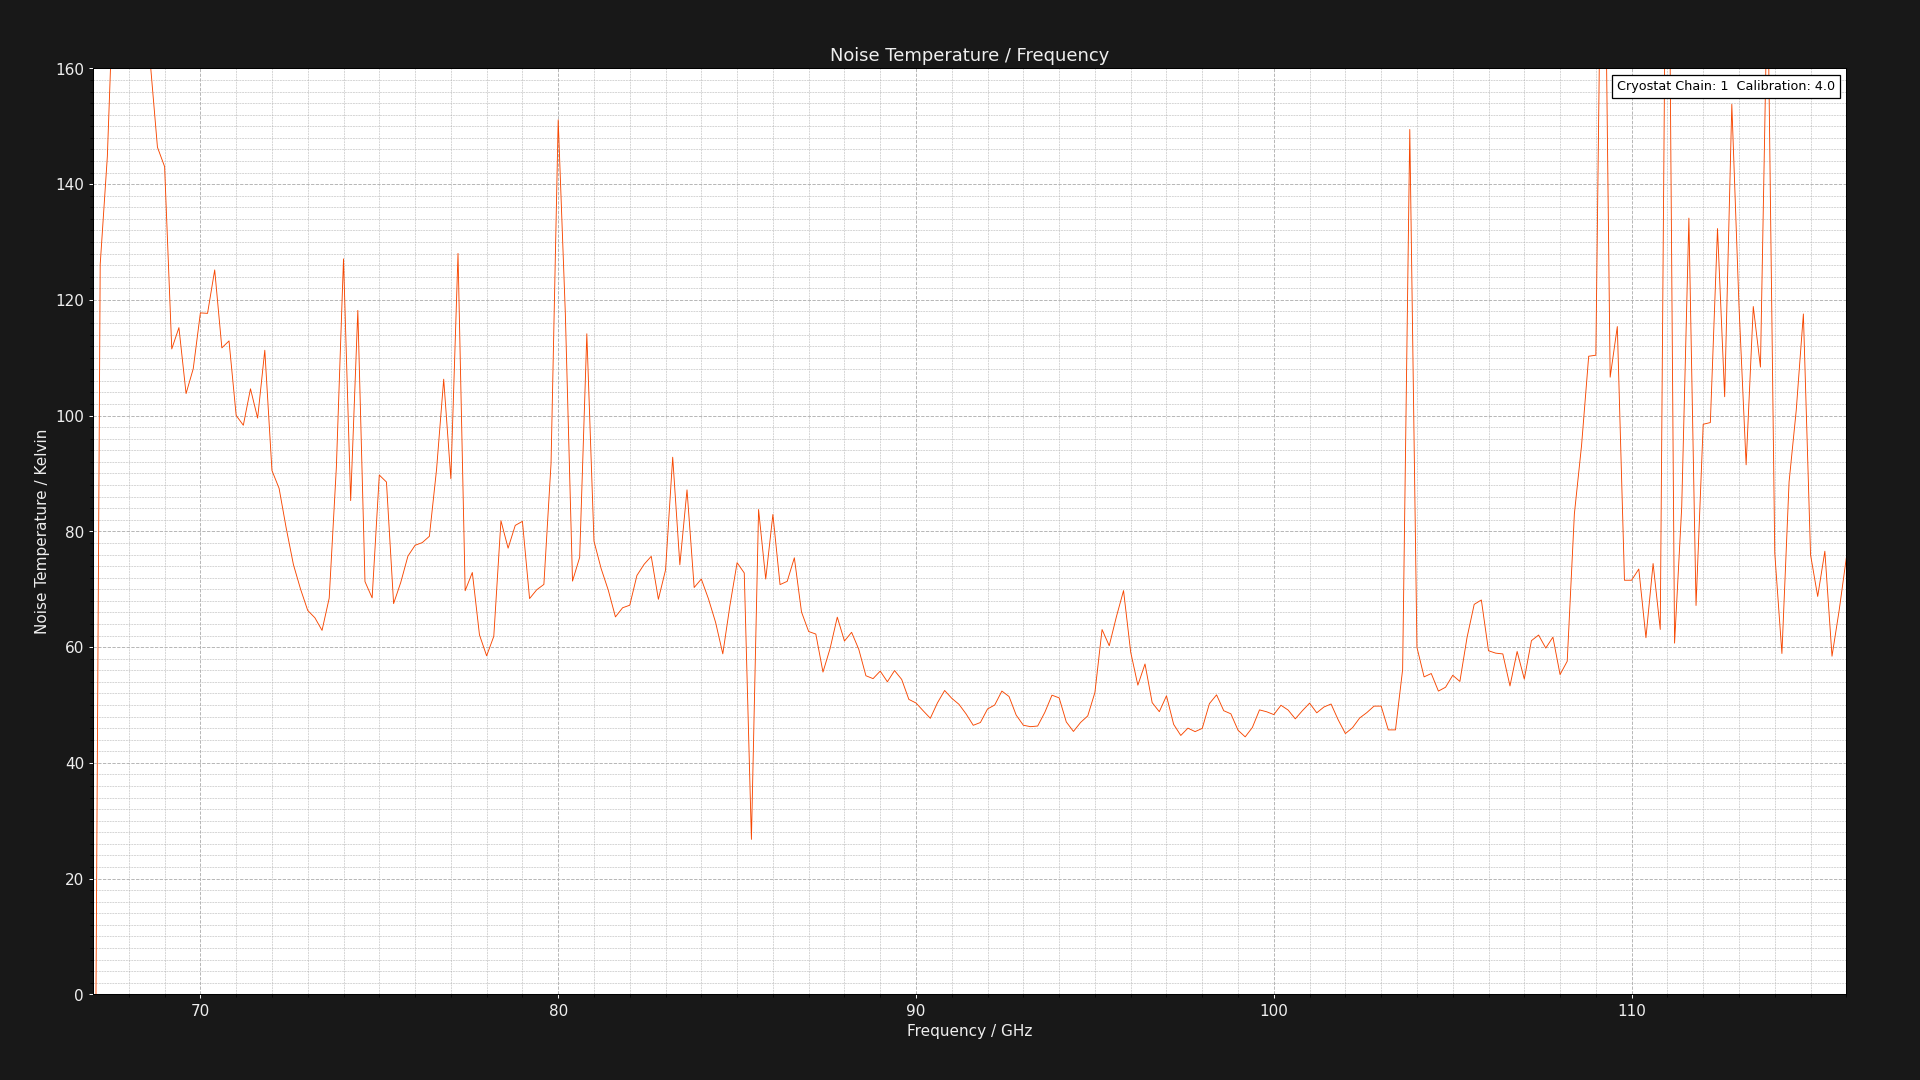 Noise Temperature / Frequency
Cryostat Chain: 1  Calibration: 4.0
160
140
120
100
80
60
40
20
0
Noise Temperature / Kelvin
70 80 90 100 110
Frequency / GHz